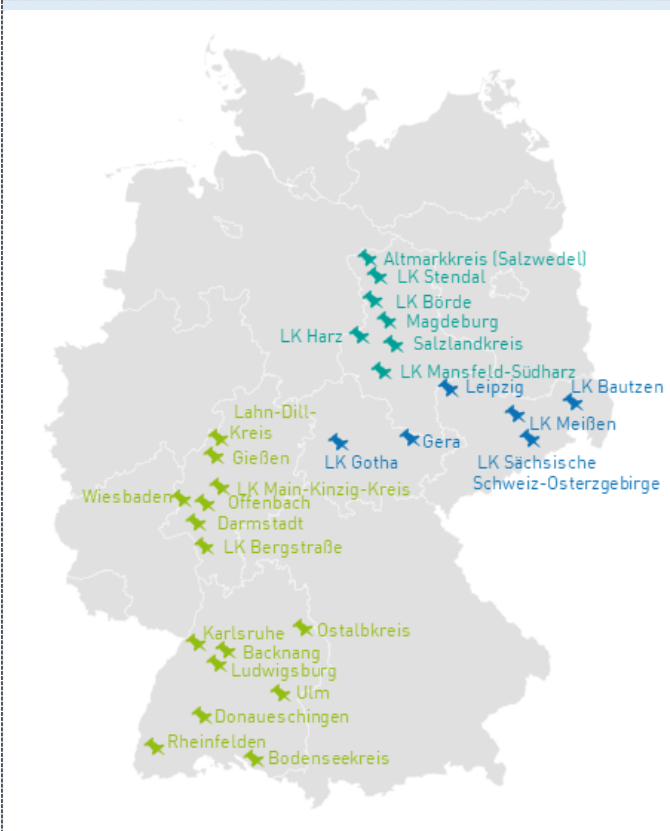 Altmarkkreis (Salzwedel)
LK Stendal
LK Börde
Magdeburg
LK Harz
Salzlandkreis
LK Mansfeld-Südharz
Leipzig
LK Bautzen
LK Meißen
Gera
LK Gotha
LK Sächsische
Schweiz-Osterzgebirge
Lahn-Dill-
Kreis
Gießen
LK Main-Kinzig-Kreis
Wiesbaden
Offenbach
Darmstadt
LK Bergstraße
Karlsruhe
Ostalbkreis
Backnang
Ludwigsburg
Ulm
Donaueschingen
Rheinfelden
Bodenseekreis